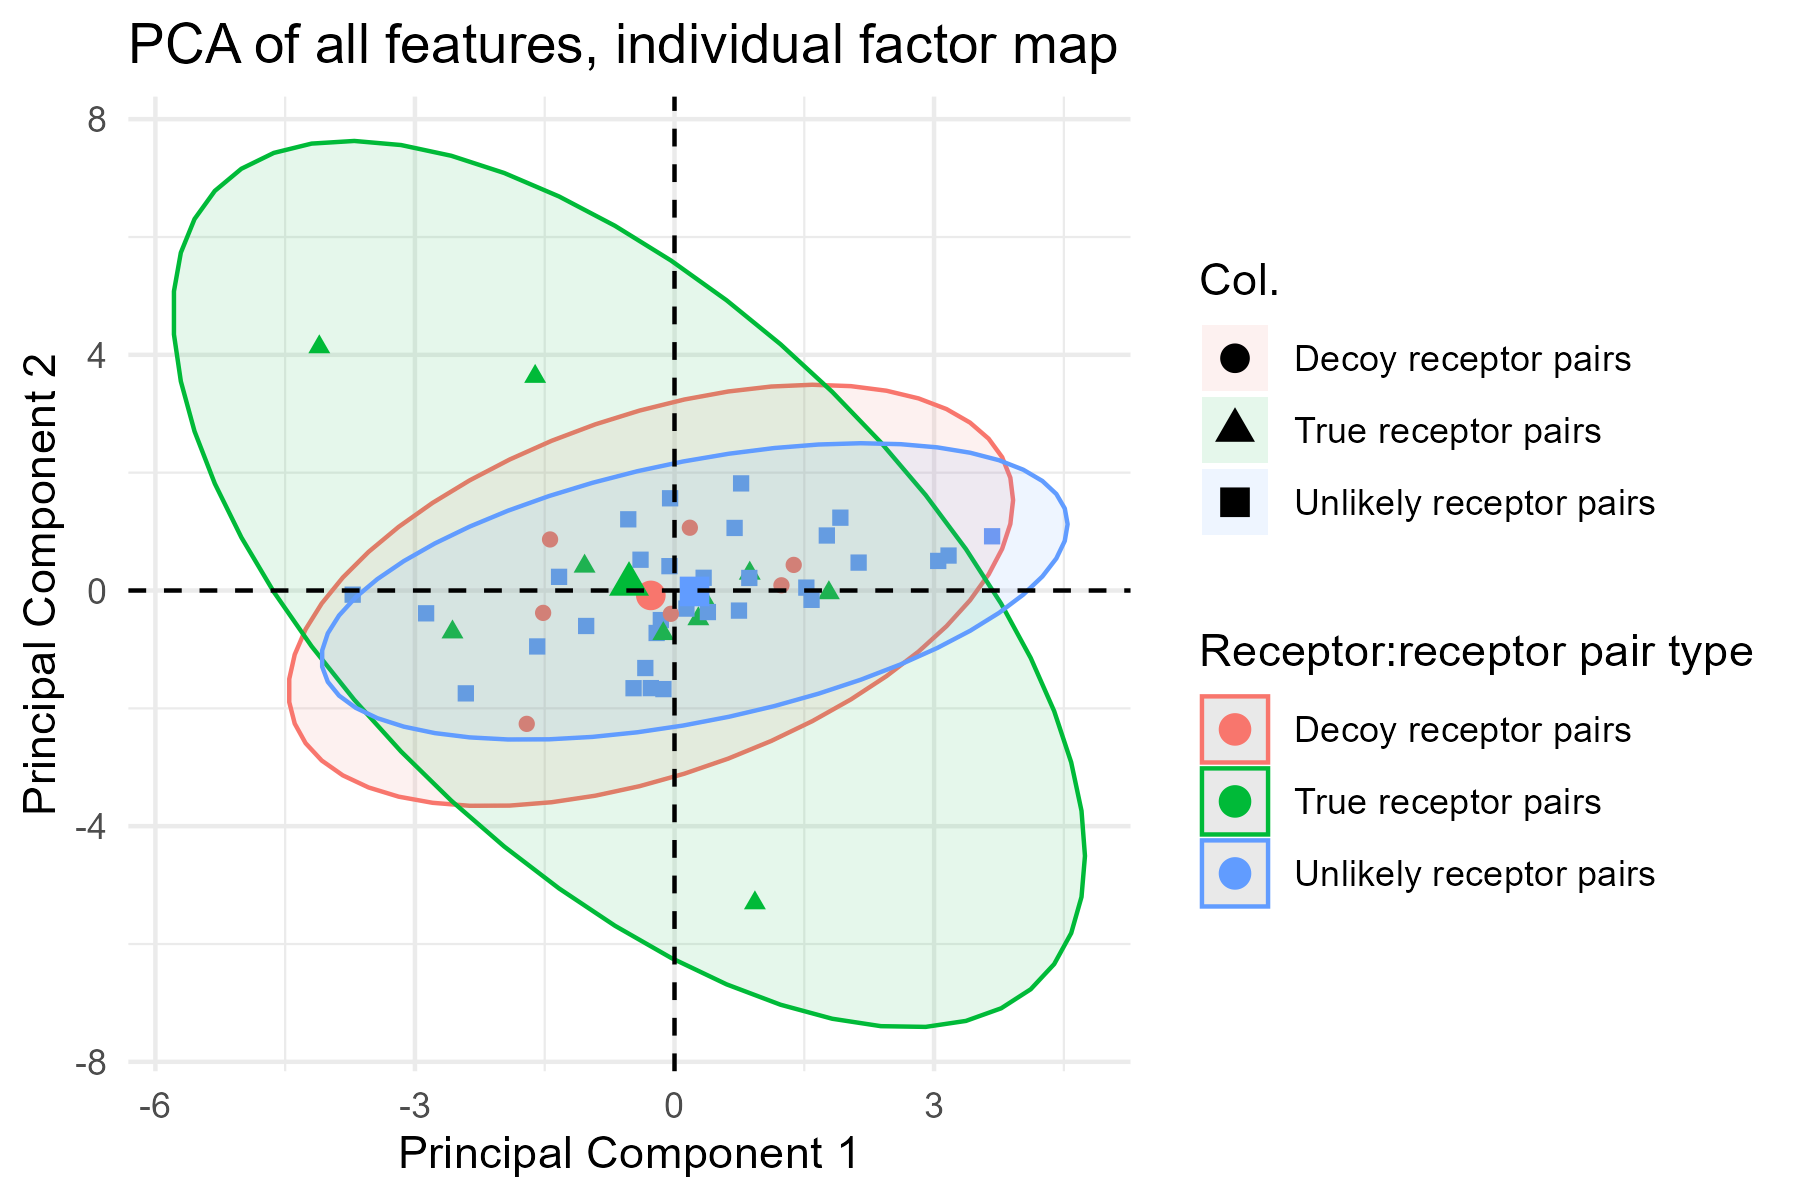 PCA of all features, individual factor map
Principal Component 2
8
4
0
-4
-8
-6
-3
0
3
Principal Component 1
Col.
Decoy receptor pairs
True receptor pairs
Unlikely receptor pairs
Receptor:receptor pair type
Decoy receptor pairs
True receptor pairs
Unlikely receptor pairs